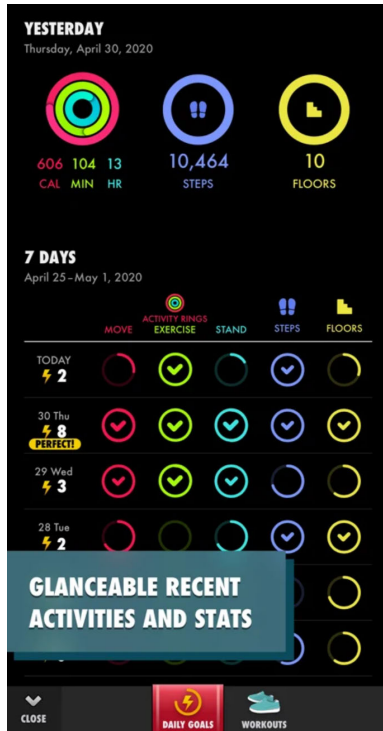 YESTERDAY
Thursday, April 30, 2020
606 104 13 10,464 10
CAL MIN HR STEPS FLOORS
7 DAYS
April 25–May 1, 2020
ACTIVITY RINGS
MOVE EXERCISE STAND STEPS FLOORS
TODAY
2
30 Thu
8
PERFECT!
29 Wed
3
28 Tue
2
GLANCEABLE RECENT
ACTIVITIES AND STATS
CLOSE DAILY GOALS WORKOUTS